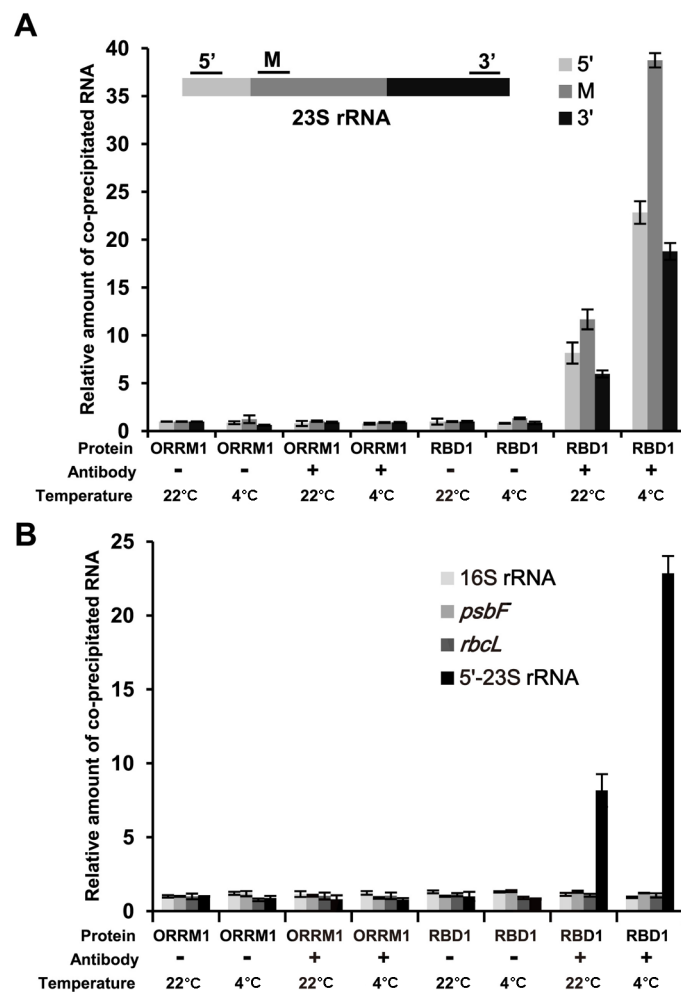 A
Relative amount of co-precipitated RNA
40
35
30
25
20
15
10
5
0
5’ M 3’
23S rRNA
5'
M
3'
Protein ORRM1 ORRM1 ORRM1 ORRM1 RBD1 RBD1 RBD1 RBD1
Antibody - - + + - - + +
Temperature 22°C 4°C 22°C 4°C 22°C 4°C 22°C 4°C
B
Relative amount of co-precipitated RNA
25
20
15
10
5
0
16S rRNA
psbF
rbcL
5'-23S rRNA
Protein ORRM1 ORRM1 ORRM1 ORRM1 RBD1 RBD1 RBD1 RBD1
Antibody - - + + - - + +
Temperature 22°C 4°C 22°C 4°C 22°C 4°C 22°C 4°C